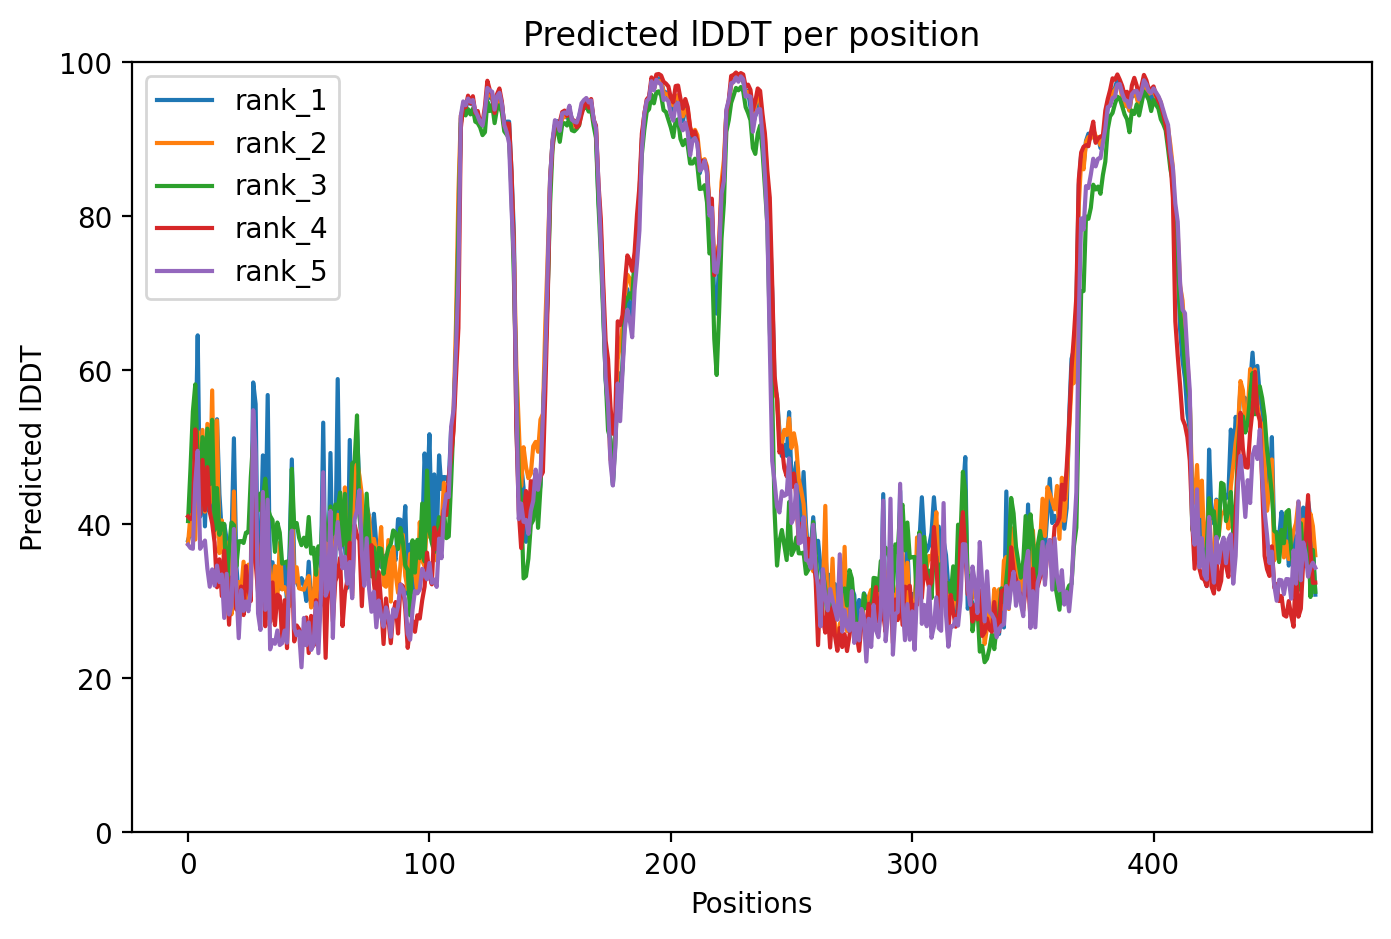 Predicted lDDT per position
100
80
60
40
20
0
Predicted lDDT
rank_1
rank_2
rank_3
rank_4
rank_5
0
100
200
300
400
Positions